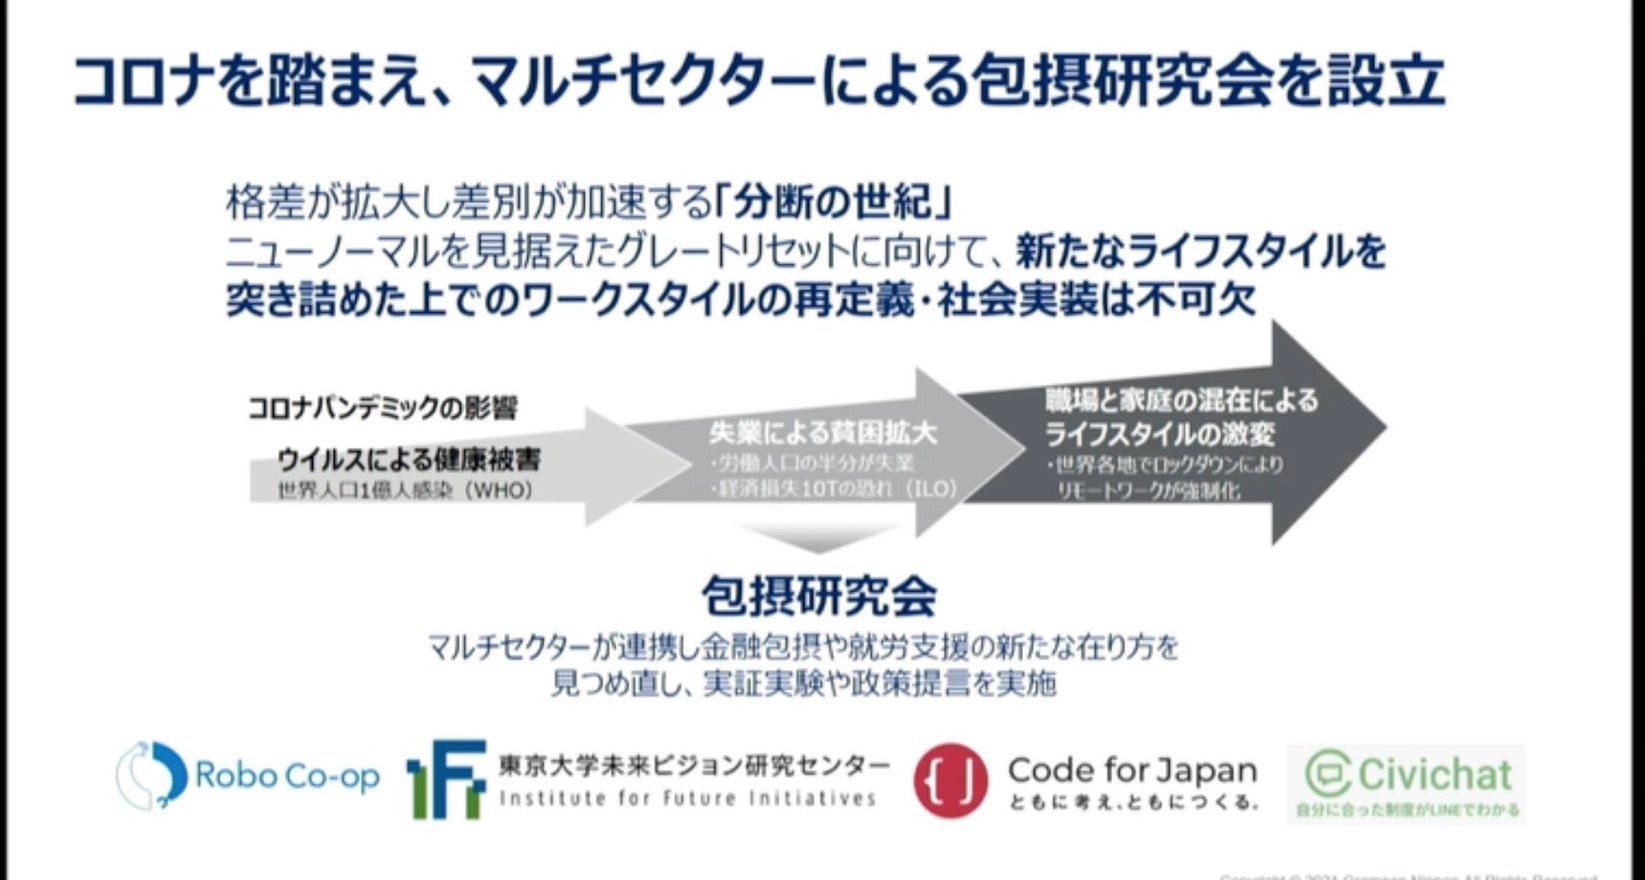 コロナを踏まえ、マルチセクターによる包摂研究会を設立
格差が拡大し差別が加速する「分断の世紀」
ニューノーマルを見据えたグレートリセットに向けて、新たなライフスタイルを
突き詰めた上でのワークスタイルの再定義・社会実装は不可欠
コロナパンデミックの影響
ウイルスによる健康被害
世界人口1億人感染（WHO）
失業による貧困拡大
・労働人口の半分が失業
・経済損失10Tの恐れ（ILO）
職場と家庭の混在による
ライフスタイルの激変
・世界各地でロックダウンにより
リモートワークが強制化
包摂研究会
マルチセクターが連携し金融包摂や就労支援の新たな在り方を
見つめ直し、実証実験や政策提言を実施
Robo Co-op
東京大学未来ビジョン研究センター
Institute for Future Initiatives
Code for Japan
ともに考え、ともにつくる。
Civichat
自分に合った制度がLINEでわかる